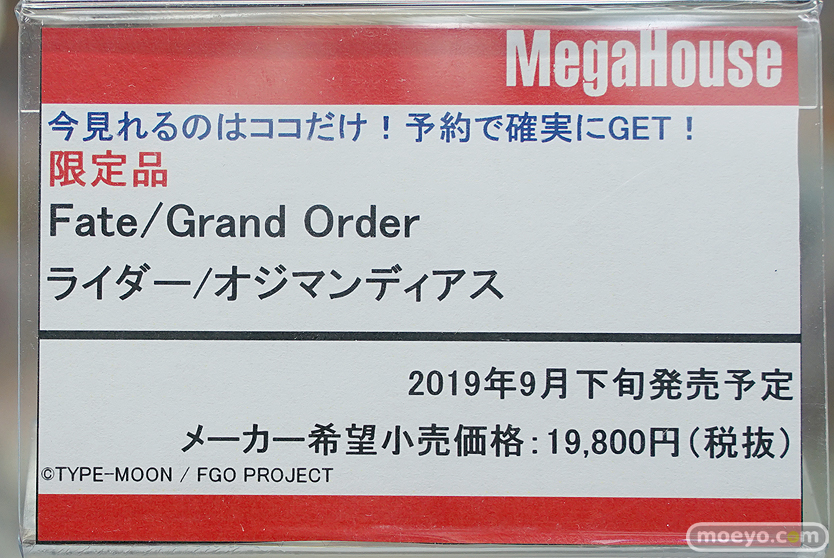 MegaHouse
今見れるのはココだけ！予約で確実にGET！
限定品
Fate/Grand Order
ライダー/オジマンディアス
2019年9月下旬発売予定
メーカー希望小売価格：19,800円（税抜）
©TYPE-MOON / FGO PROJECT
moeyo.com